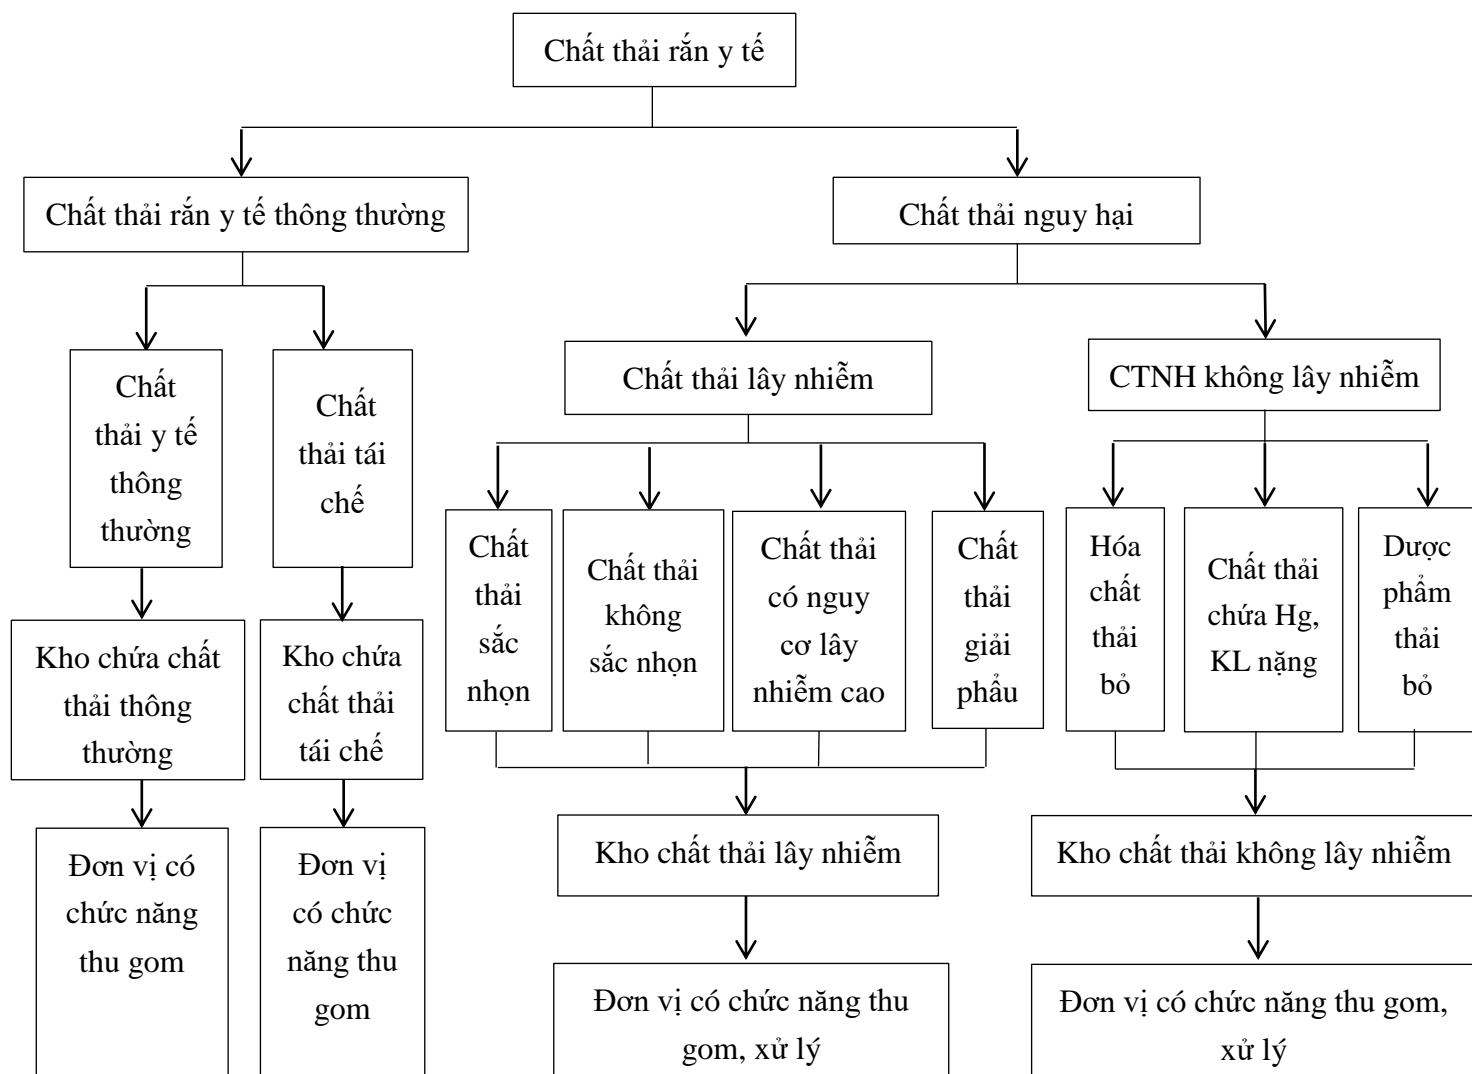 Chất thải rắn y tế
Chất thải rắn y tế thông thường
Chất thải nguy hại
Chất thải lây nhiễm
CTNH không lây nhiễm
Chất
thải y tế
thông
thường
Chất
thải tái
chế
Chất
thải
sắc
nhọn
Chất thải
không
sắc nhọn
Chất thải
có nguy
cơ lây
nhiễm cao
Chất
thải
giải
phẩu
Hóa
chất
thải
bỏ
Chất thải
chứa Hg,
KL nặng
Dược
phẩm
thải
bỏ
Kho chứa chất
thải thông
thường
Kho chứa
chất thải
tái chế
Kho chất thải lây nhiễm
Kho chất thải không lây nhiễm
Đơn vị có
chức năng
thu gom
Đơn vị
có chức
năng thu
gom
Đơn vị có chức năng thu
gom, xử lý
Đơn vị có chức năng thu gom,
xử lý